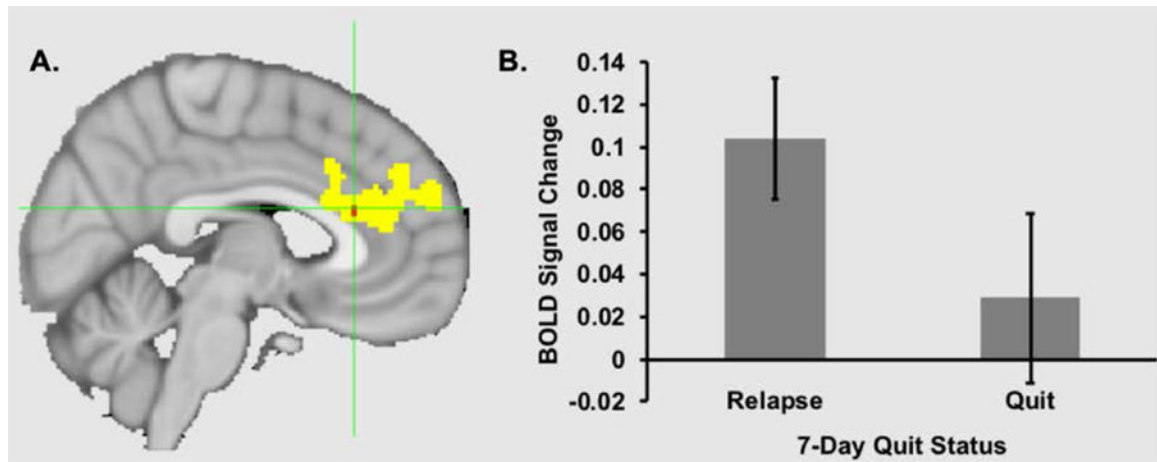 A.
B.
BOLD Signal Change
0.14
0.12
0.1
0.08
0.06
0.04
0.02
0
-0.02
Relapse Quit
7-Day Quit Status